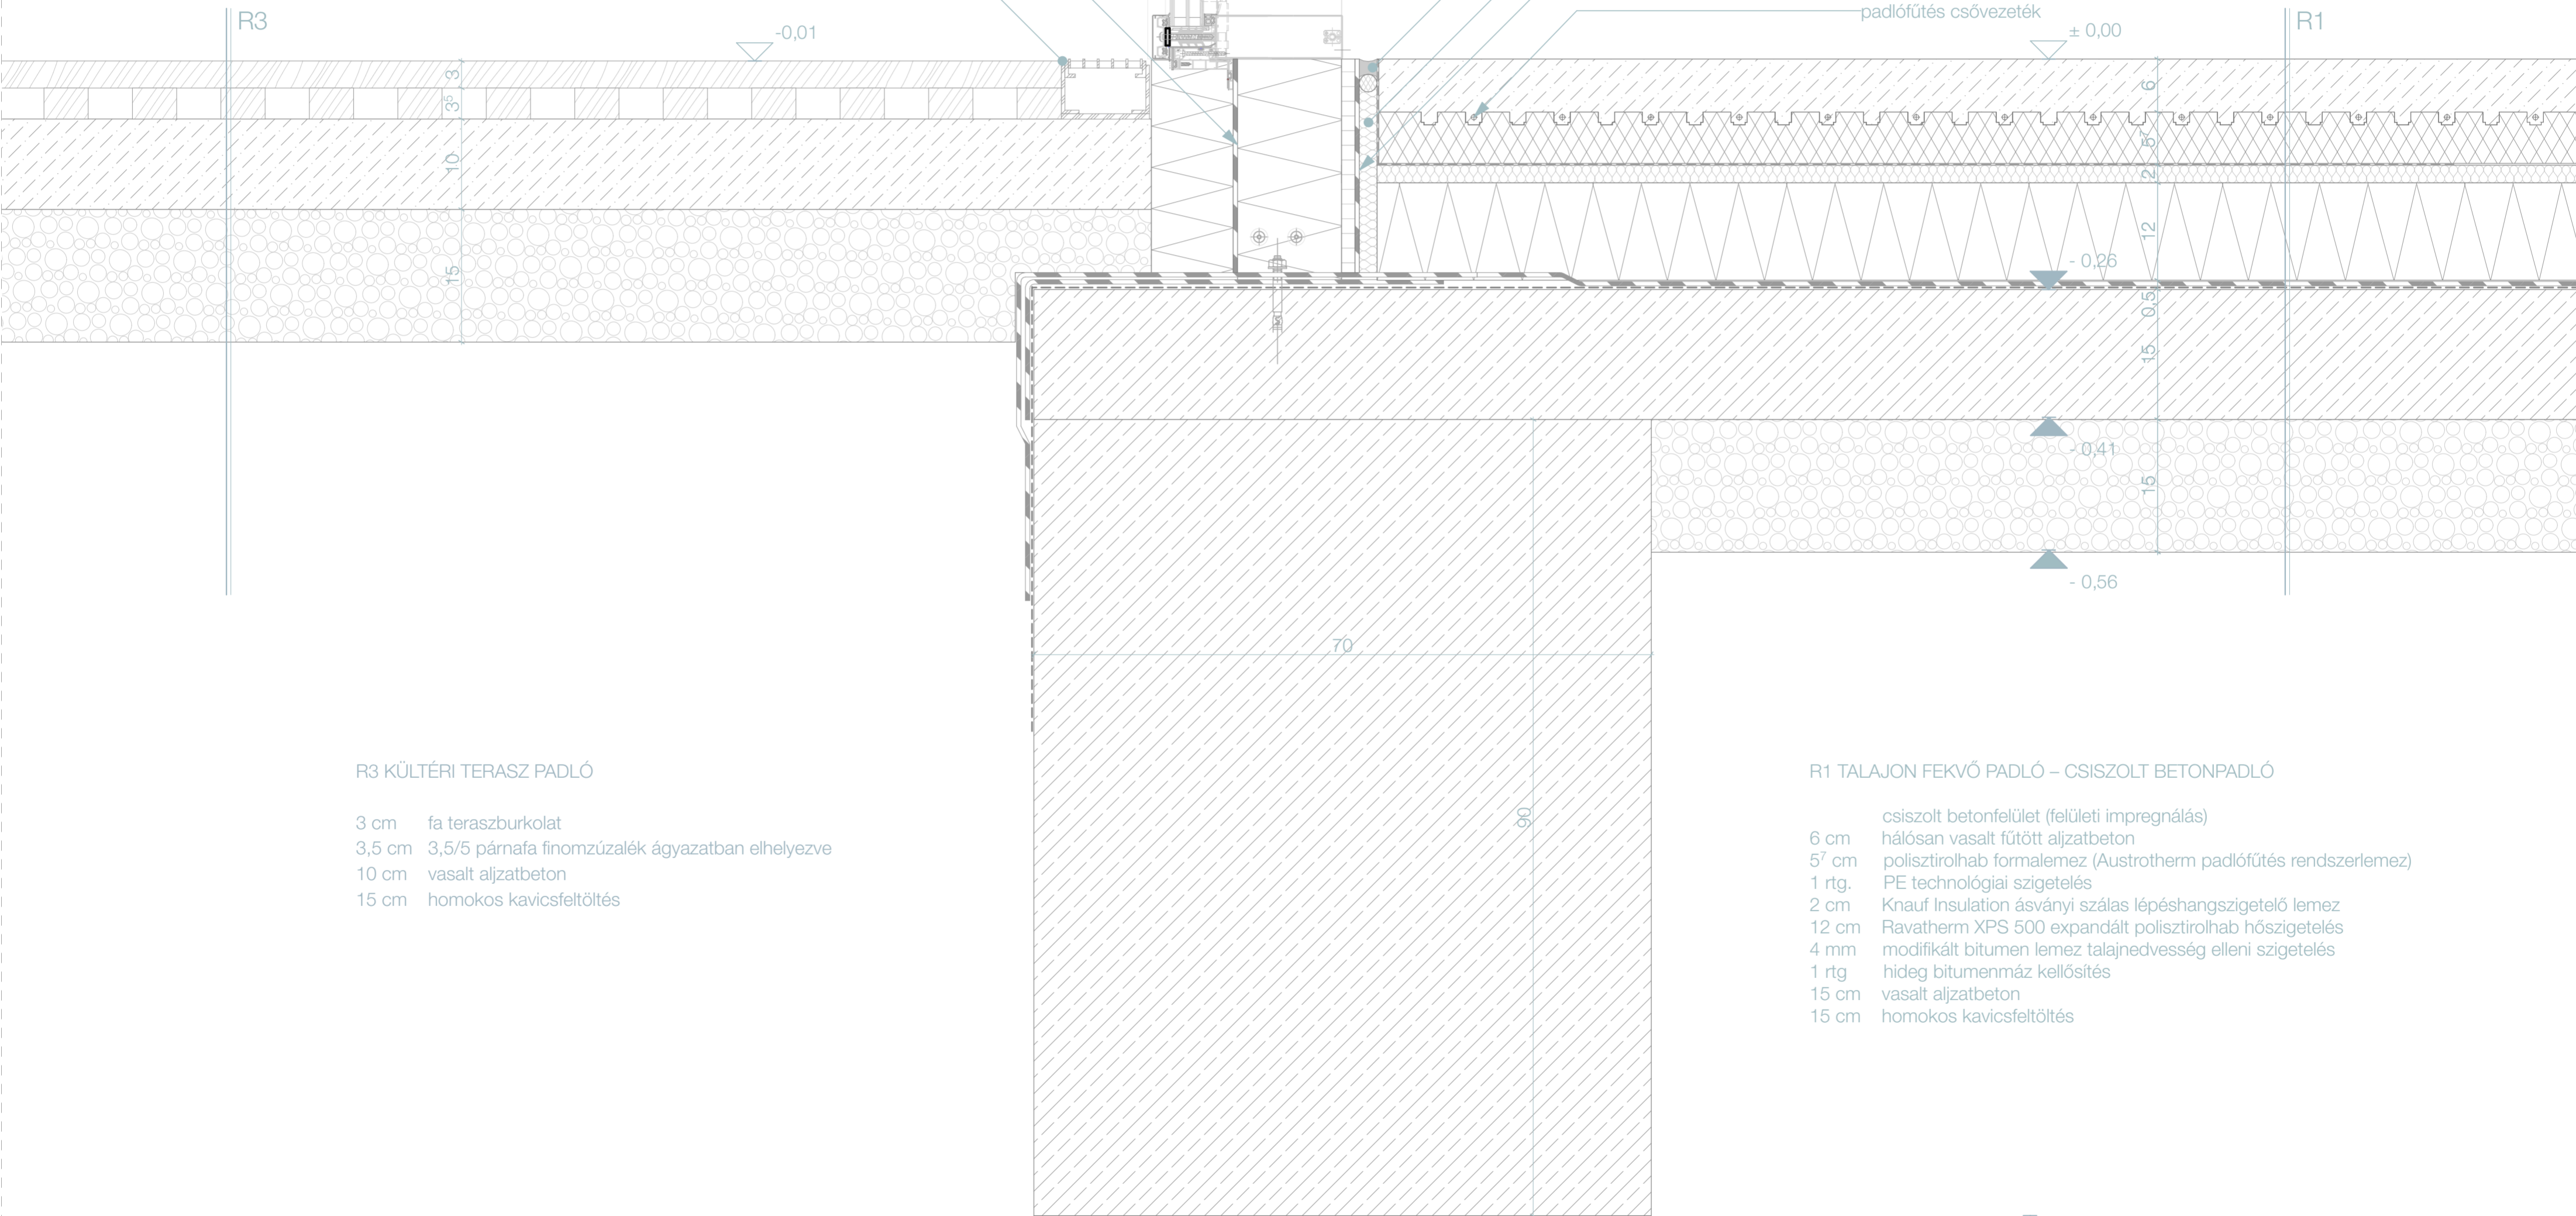 R3
-0,01
padlófűtés csővezeték
± 0,00
R1
3
3⁵
10
15
6
5⁷
2
12
- 0,26
0,5
15
- 0,41
15
- 0,56
70
90
R3 KÜLTÉRI TERASZ PADLÓ
3 cm fa teraszburkolat
3,5 cm 3,5/5 párnafa finomzúzalék ágyazatban elhelyezve
10 cm vasalt aljzatbeton
15 cm homokos kavicsfeltöltés
R1 TALAJON FEKVŐ PADLÓ – CSISZOLT BETONPADLÓ
csiszolt betonfelület (felületi impregnálás)
6 cm hálósan vasalt fűtött aljzatbeton
5⁷ cm polisztirolhab formalemez (Austrotherm padlófűtés rendszerlemez)
1 rtg. PE technológiai szigetelés
2 cm Knauf Insulation ásványi szálas lépéshangszigetelő lemez
12 cm Ravatherm XPS 500 expandált polisztirolhab hőszigetelés
4 mm modifikált bitumen lemez talajnedvesség elleni szigetelés
1 rtg hideg bitumenmáz kellősítés
15 cm vasalt aljzatbeton
15 cm homokos kavicsfeltöltés